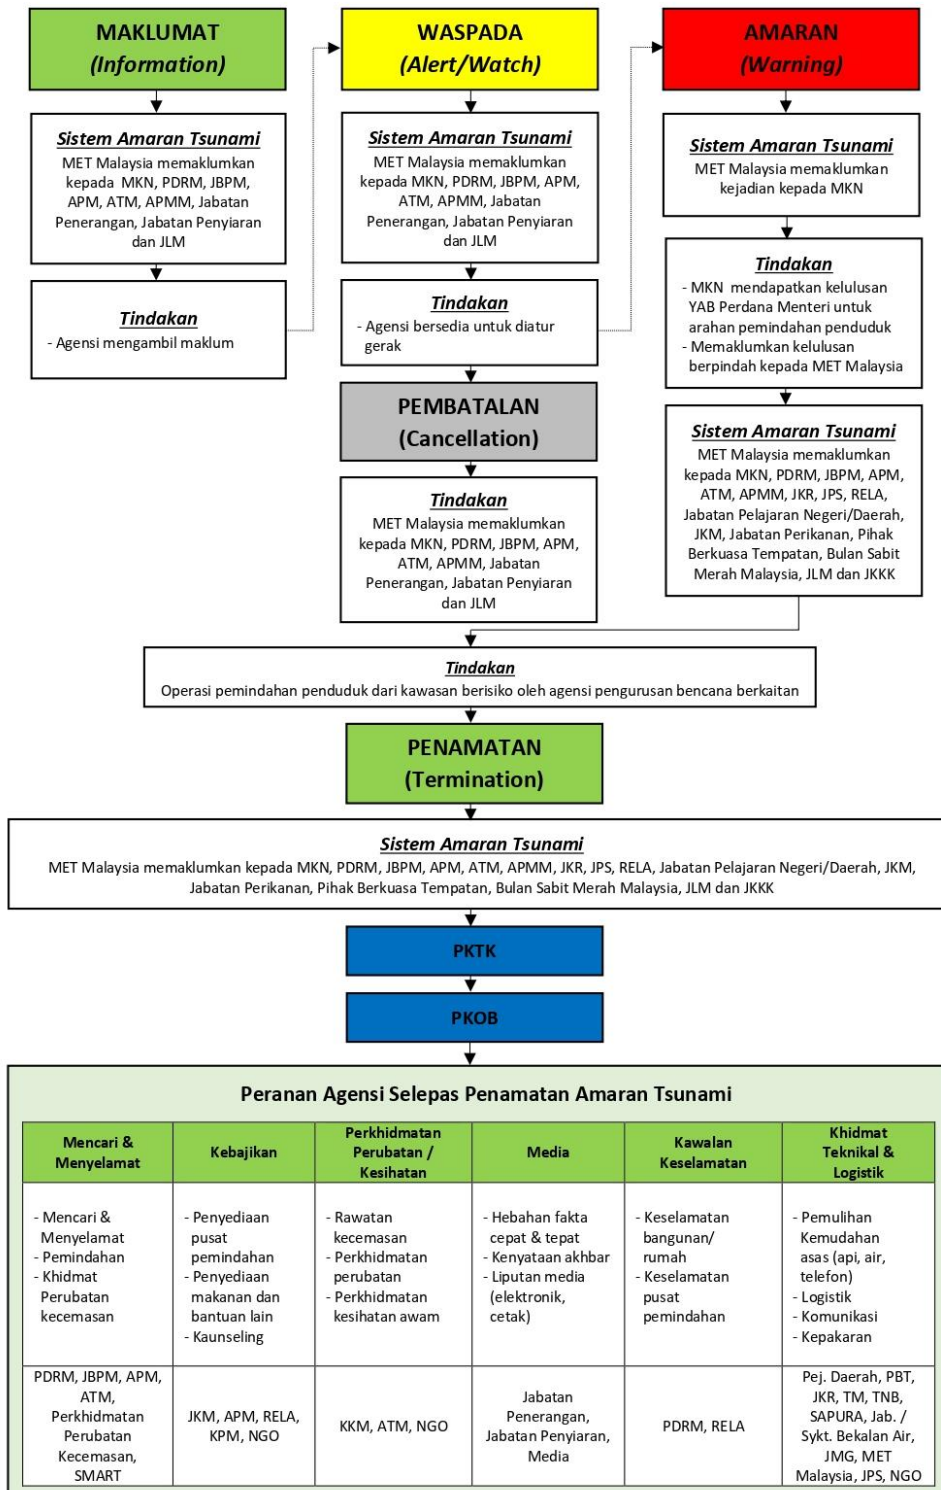 MAKLUMAT
(Information)
Sistem Amaran Tsunami
MET Malaysia memaklumkan
kepada MKN, PDRM, JBPM,
APM, ATM, APMM, Jabatan
Penerangan, Jabatan Penyiaran
dan JLM
Tindakan
- Agensi mengambil maklum
WASPADA
(Alert/Watch)
Sistem Amaran Tsunami
MET Malaysia memaklumkan
kepada MKN, PDRM, JBPM, APM,
ATM, APMM, Jabatan
Penerangan, Jabatan Penyiaran
dan JLM
Tindakan
- Agensi bersedia untuk diatur
gerak
PEMBATALAN
(Cancellation)
Tindakan
MET Malaysia memaklumkan
kepada MKN, PDRM, JBPM, APM,
ATM, APMM, Jabatan
Penerangan, Jabatan Penyiaran
dan JLM
AMARAN
(Warning)
Sistem Amaran Tsunami
MET Malaysia memaklumkan
kejadian kepada MKN
Tindakan
- MKN mendapatkan kelulusan
YAB Perdana Menteri untuk
arahan pemindahan penduduk
- Memaklumkan kelulusan
berpindah kepada MET Malaysia
Sistem Amaran Tsunami
MET Malaysia memaklumkan
kepada MKN, PDRM, JBPM, APM,
ATM, APMM, JKR, JPS, RELA,
Jabatan Pelajaran Negeri/Daerah,
JKM, Jabatan Perikanan, Pihak
Berkuasa Tempatan, Bulan Sabit
Merah Malaysia, JLM dan JKKK
Tindakan
Operasi pemindahan penduduk dari kawasan berisiko oleh agensi pengurusan bencana berkaitan
PENAMATAN
(Termination)
Sistem Amaran Tsunami
MET Malaysia memaklumkan kepada MKN, PDRM, JBPM, APM, ATM, APMM, JKR, JPS, RELA, Jabatan Pelajaran Negeri/Daerah, JKM,
Jabatan Perikanan, Pihak Berkuasa Tempatan, Bulan Sabit Merah Malaysia, JLM dan JKKK
PKTK
PKOB
Peranan Agensi Selepas Penamatan Amaran Tsunami
Mencari &
Menyelamat
- Mencari &
Menyelamat
- Pemindahan
- Khidmat
Perubatan
kecemasan
PDRM, JBPM, APM,
ATM,
Perkhidmatan
Perubatan
Kecemasan,
SMART
Kebajikan
- Penyediaan
pusat
pemindahan
- Penyediaan
makanan dan
bantuan lain
- Kaunseling
JKM, APM, RELA,
KPM, NGO
Perkhidmatan
Perubatan /
Kesihatan
- Rawatan
kecemasan
- Perkhidmatan
perubatan
- Perkhidmatan
kesihatan awam
KKM, ATM, NGO
Media
- Hebahan fakta
cepat & tepat
- Kenyataan akhbar
- Liputan media
(elektronik,
cetak)
Jabatan
Penerangan,
Jabatan Penyiaran,
Media
Kawalan
Keselamatan
- Keselamatan
bangunan/
rumah
- Keselamatan
pusat
pemindahan
PDRM, RELA
Khidmat
Teknikal &
Logistik
- Pemulihan
Kemudahan
asas (api, air,
telefon)
- Logistik
- Komunikasi
- Kepakaran
Pej. Daerah, PBT,
JKR, TM, TNB,
SAPURA, Jab. /
Sykt. Bekalan Air,
JMG, MET
Malaysia, JPS, NGO